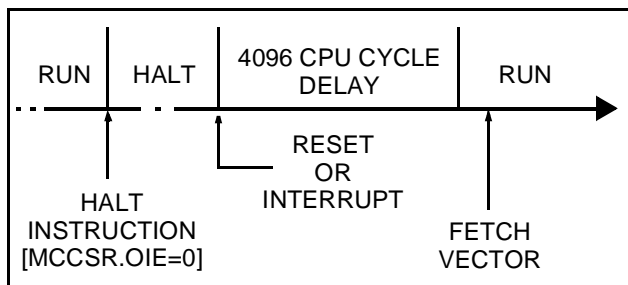 RUN
HALT
4096 CPU CYCLE
DELAY
RUN
RESET
OR
INTERRUPT
HALT
INSTRUCTION
[MCCSR.OIE=0]
FETCH
VECTOR